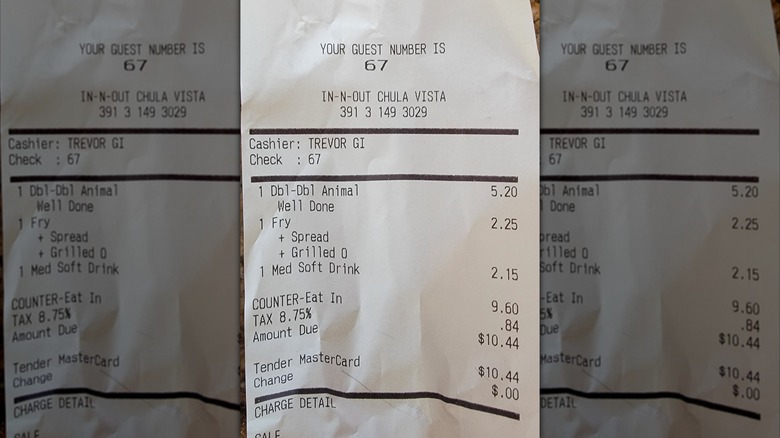 YOUR GUEST NUMBER IS
67
IN-N-OUT CHULA VISTA
391 3 149 3029
Cashier: TREVOR GI
Check : 67
1 Dbl-Dbl Animal 5.20
Well Done
1 Fry 2.25
+ Spread
+ Grilled O
1 Med Soft Drink 2.15
COUNTER-Eat In 9.60
TAX 8.75% .84
Amount Due $10.44
Tender MasterCard $10.44
Change $.00
CHARGE DETAIL
SALE